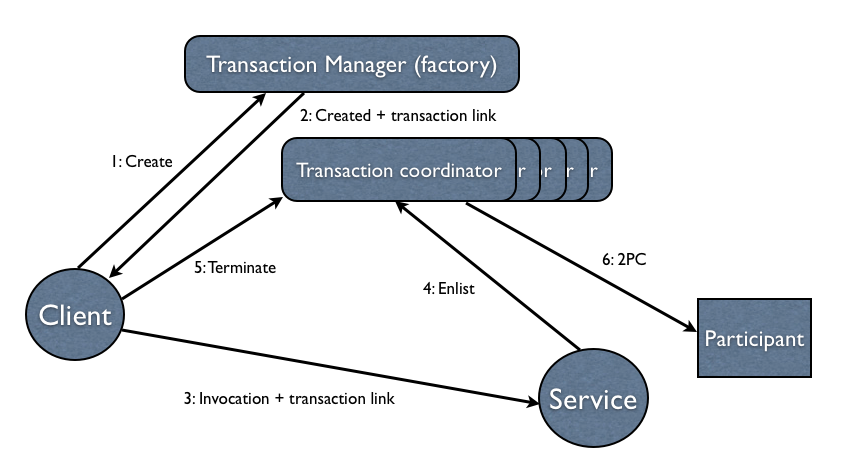 Transaction Manager (factory)
2: Created + transaction link
1: Create
Transaction coordinator
r
or
r
r
5: Terminate
6: 2PC
4: Enlist
Client
Participant
3: Invocation + transaction link
Service